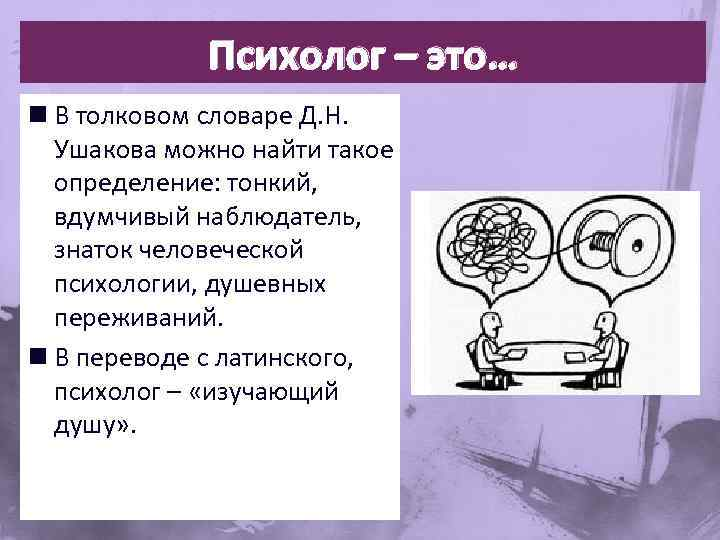 Психолог – это…
В толковом словаре Д. Н.
Ушакова можно найти такое
определение: тонкий,
вдумчивый наблюдатель,
знаток человеческой
психологии, душевных
переживаний.
В переводе с латинского,
психолог – «изучающий
душу» .